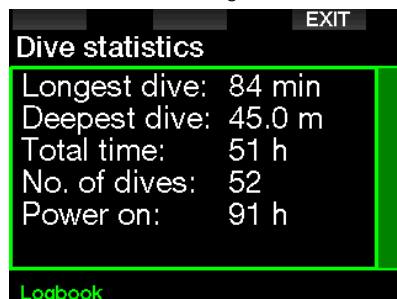 EXIT
Dive statistics
Longest dive: 84 min
Deepest dive: 45.0 m
Total time: 51 h
No. of dives: 52
Power on: 91 h
Logbook